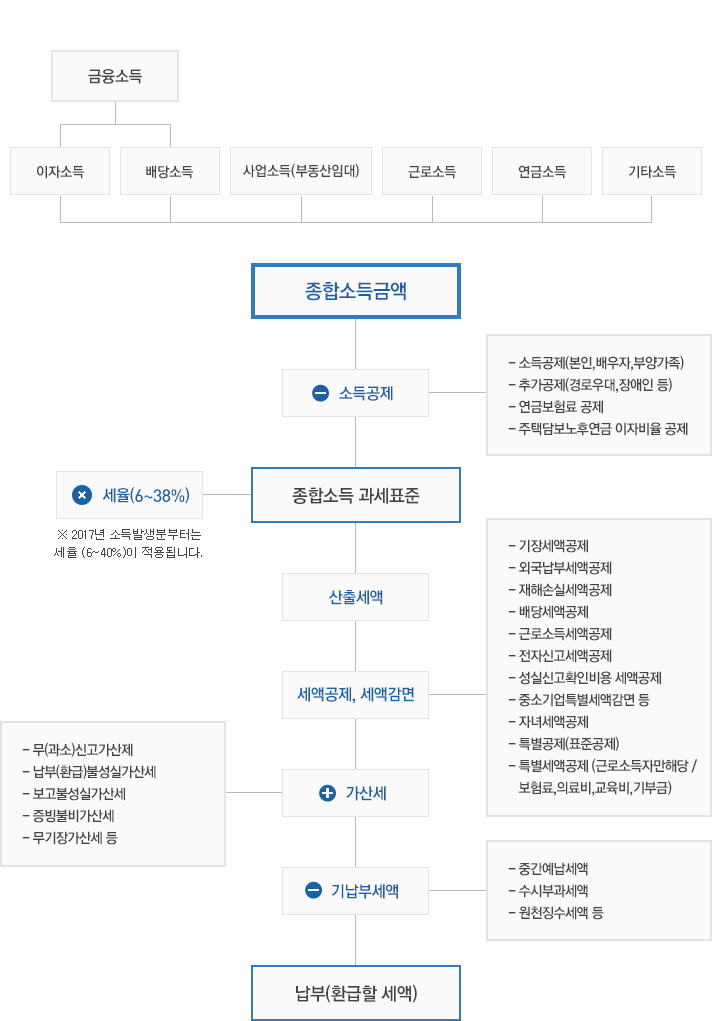 금융소득
이자소득
배당소득
사업소득(부동산임대)
근로소득
연금소득
기타소득
종합소득금액
소득공제
- 소득공제(본인,배우자,부양가족)
- 추가공제(경로우대,장애인 등)
- 연금보험료 공제
- 주택담보노후연금 이자비율 공제
세율(6~38%)
※ 2017년 소득발생분부터는
세율 (6~40%)이 적용됩니다.
종합소득 과세표준
산출세액
세액공제, 세액감면
- 기장세액공제
- 외국납부세액공제
- 재해손실세액공제
- 배당세액공제
- 근로소득세액공제
- 전자신고세액공제
- 성실신고확인비용 세액공제
- 중소기업특별세액감면 등
- 자녀세액공제
- 특별공제(표준공제)
- 특별세액공제 (근로소득자만해당 /
보험료,의료비,교육비,기부금)
- 무(과소)신고가산제
- 납부(환급)불성실가산세
- 보고불성실가산세
- 증빙불비가산세
- 무기장가산세 등
가산세
기납부세액
- 중간예납세액
- 수시부과세액
- 원천징수세액 등
납부(환급할 세액)